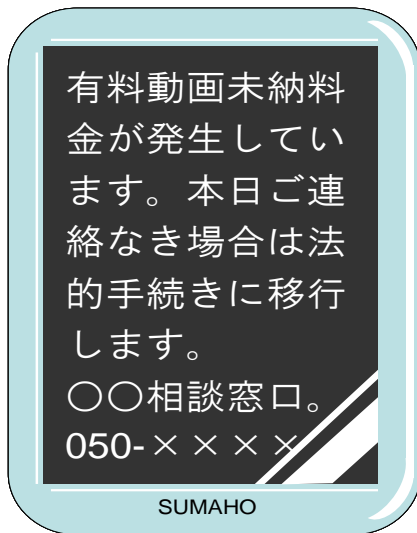 有料動画未納料
金が発生してい
ます。本日ご連
絡なき場合は法
的手続きに移行
します。
〇〇相談窓口。
050-××××
SUMAHO